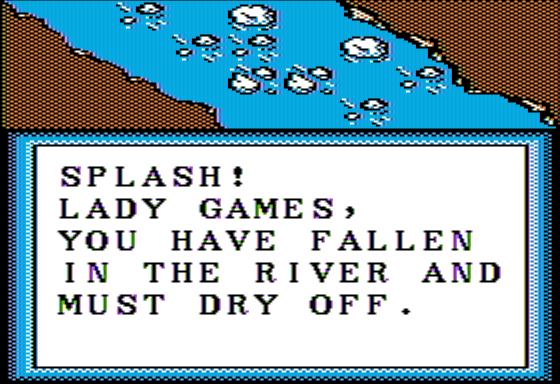 SPLASH!
LADY GAMES,
YOU HAVE FALLEN
IN THE RIVER AND
MUST DRY OFF.